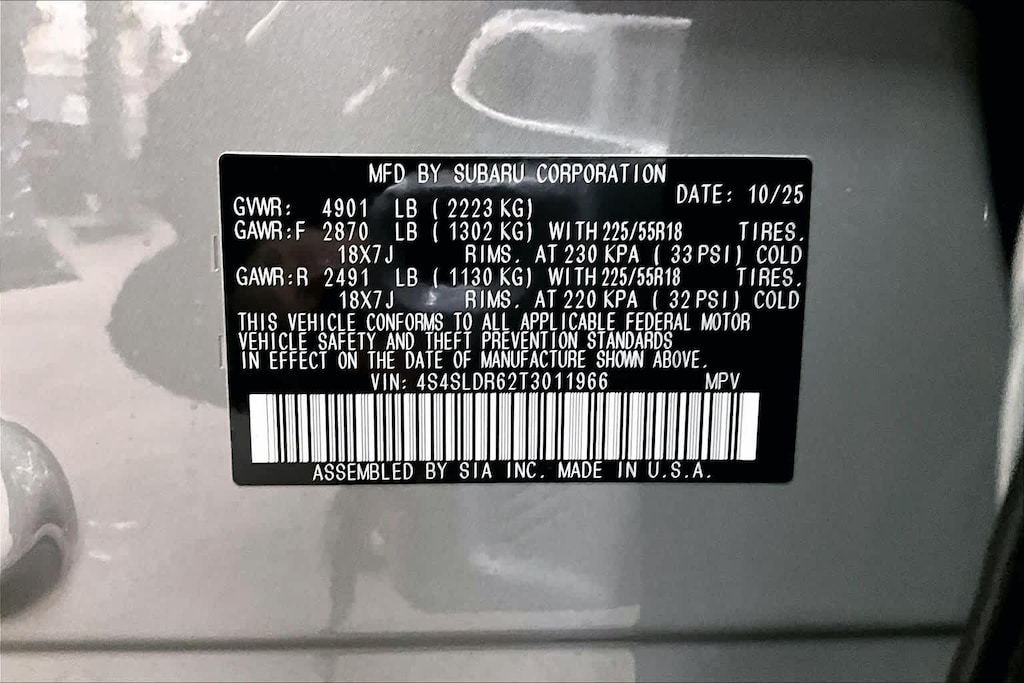 MFD BY SUBARU CORPORATION
DATE: 10/25
GVWR: 4901 LB (2223 KG)
GAWR:F 2870 LB (1302 KG) WITH 225/55R18 TIRES.
18X7J RIMS. AT 230 KPA (33 PSI) COLD
GAWR:R 2491 LB (1130 KG) WITH 225/55R18 TIRES.
18X7J RIMS. AT 220 KPA (32 PSI) COLD
THIS VEHICLE CONFORMS TO ALL APPLICABLE FEDERAL MOTOR
VEHICLE SAFETY AND THEFT PREVENTION STANDARDS
IN EFFECT ON THE DATE OF MANUFACTURE SHOWN ABOVE.
VIN: 4S4SLDR62T3011966 MPV
ASSEMBLED BY SIA INC. MADE IN U.S.A.